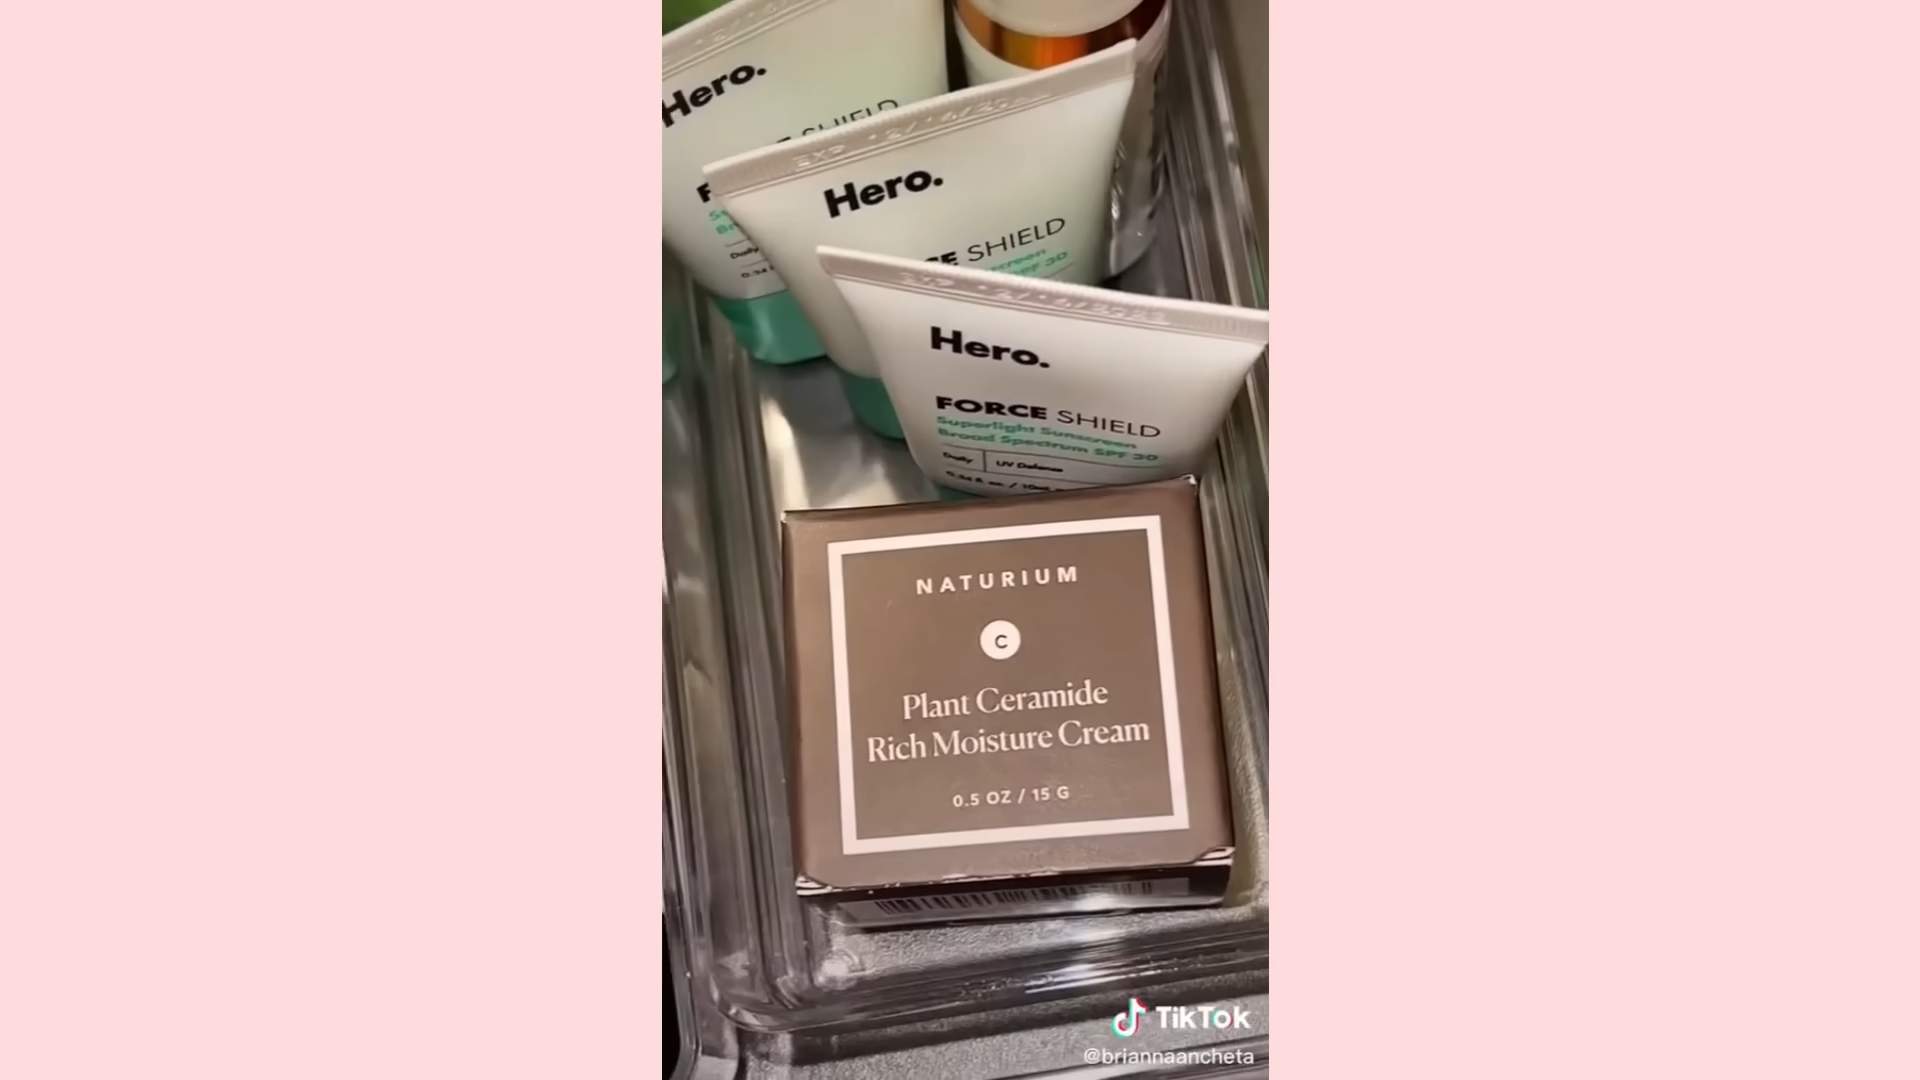 Hero.
SHIELD
Hero.
SHIELD
Hero.
FORCE SHIELD
Superlight Sunscreen
Broad Spectrum SPF 30
Daily UV Defense
NATURIUM
C
Plant Ceramide
Rich Moisture Cream
0.5 OZ / 15 G
TikTok
@briannaancheta